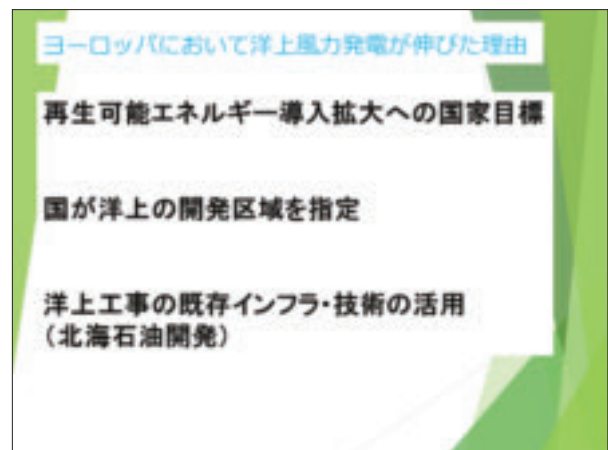 ヨーロッパにおいて洋上風力発電が伸びた理由
再生可能エネルギー導入拡大への国家目標
国が洋上の開発区域を指定
洋上工事の既存インフラ・技術の活用
（北海石油開発）